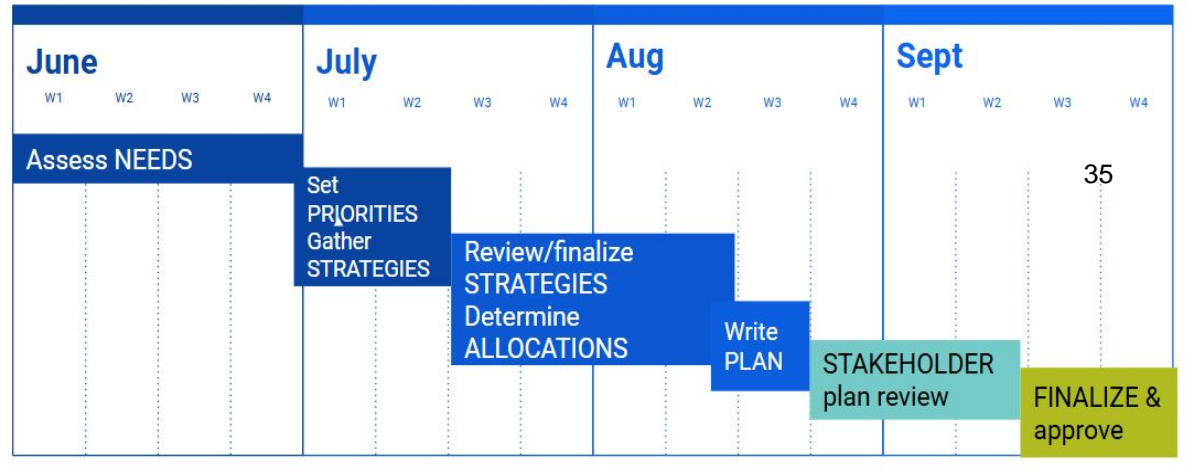 June July Aug Sept
W1 W2 W3 W4 W1 W2 W3 W4 W1 W2 W3 W4 W1 W2 W3 W4
Assess NEEDS
35
Set
PRIORITIES
Gather
STRATEGIES
Review/finalize
STRATEGIES
Determine
ALLOCATIONS
Write
PLAN
STAKEHOLDER
plan review
FINALIZE &
approve